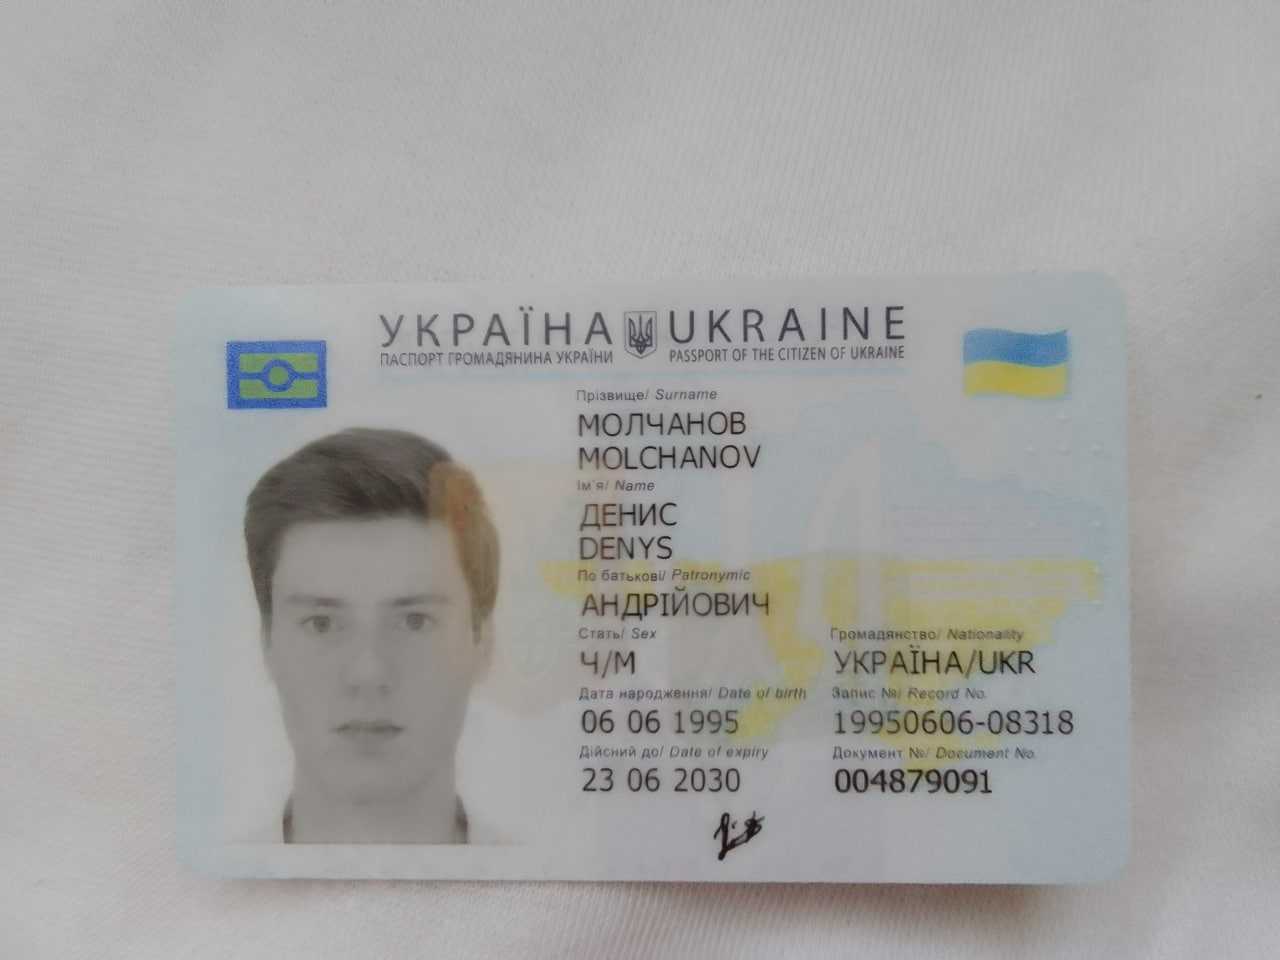 УКРАЇНА UKRAINE
ПАСПОРТ ГРОМАДЯНИНА УКРАЇНИ PASSPORT OF THE CITIZEN OF UKRAINE
Прізвище/ Surname
МОЛЧАНОВ
MOLCHANOV
Ім'я/ Name
ДЕНИС
DENYS
По батькові/ Patronymic
АНДРІЙОВИЧ
Стать/ Sex Громадянство/ Nationality
Ч/M УКРАЇНА/UKR
Дата народження/ Date of birth Запис №/ Record No.
06 06 1995 19950606-08318
Дійсний до/ Date of expiry Документ №/ Document No.
23 06 2030 004879091